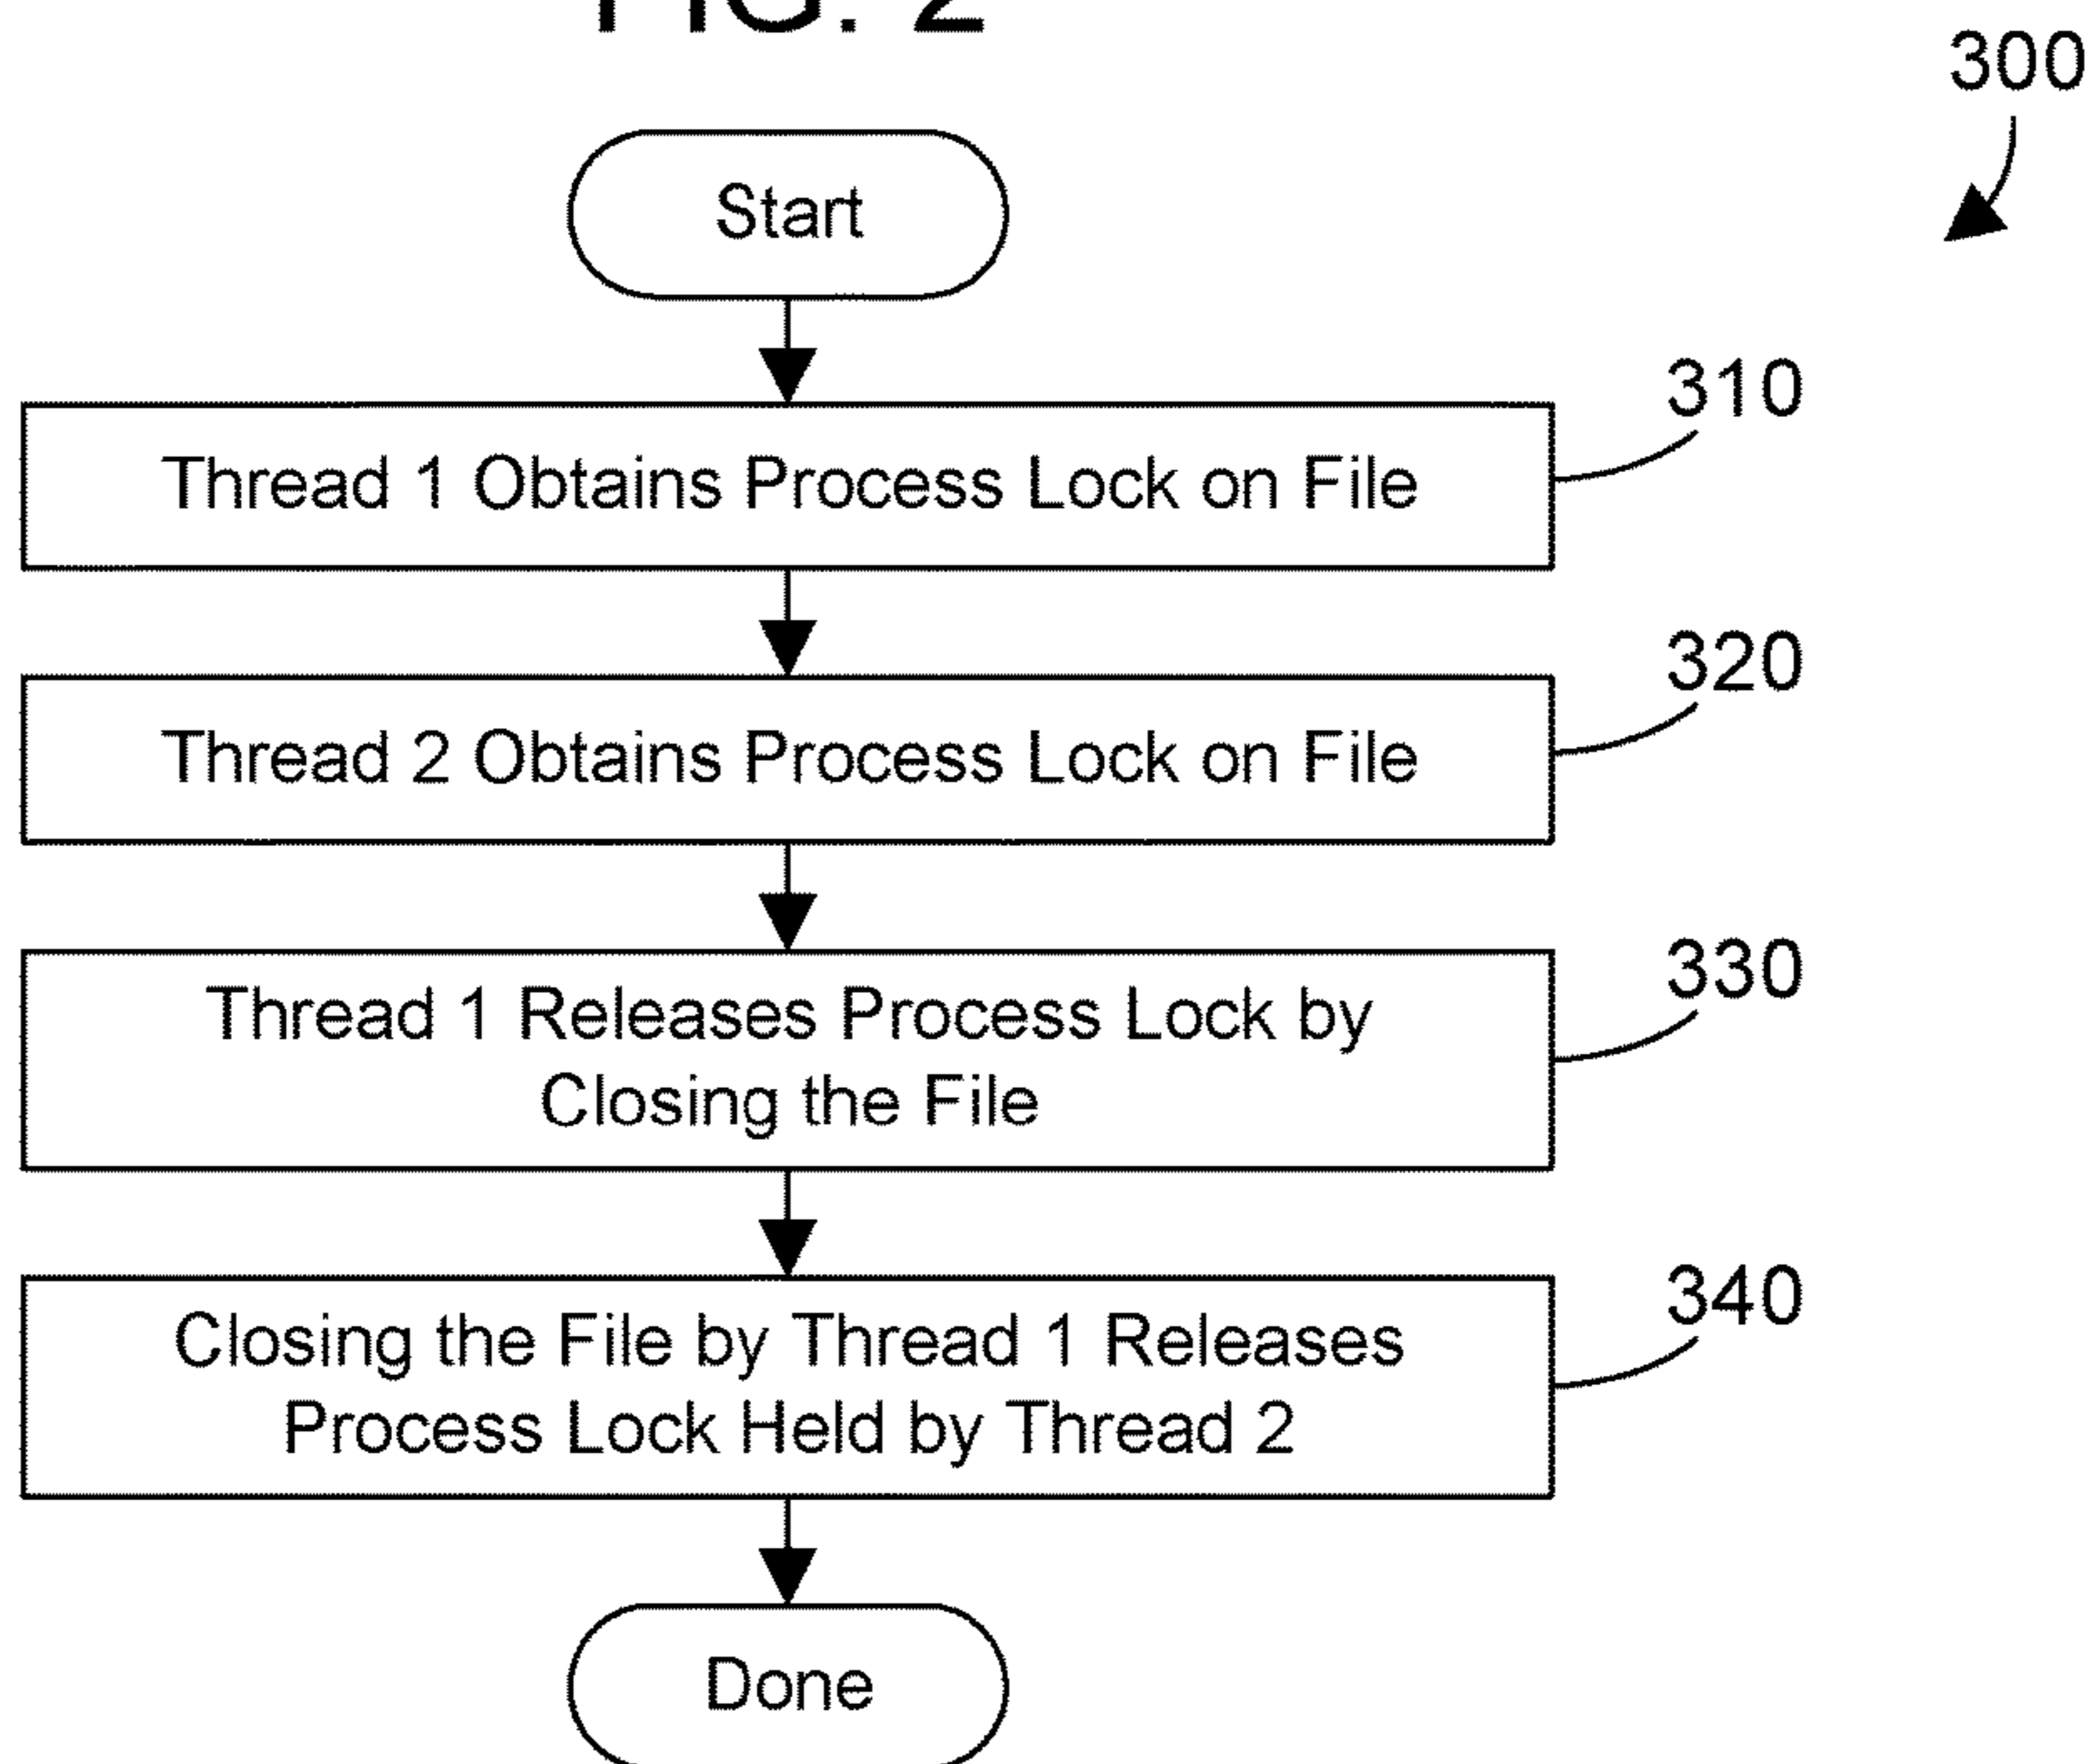 FIG. 2
300
Start
310
Thread 1 Obtains Process Lock on File
320
Thread 2 Obtains Process Lock on File
330
Thread 1 Releases Process Lock by
Closing the File
340
Closing the File by Thread 1 Releases
Process Lock Held by Thread 2
Done